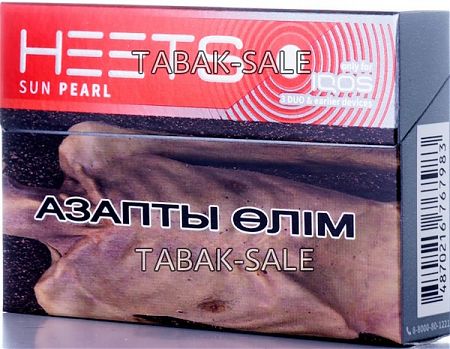 HEETS
TABAK-SALE
SUN PEARL
only for
IQOS
3 DUO & earlier devices
АЗАПТЫ ӨЛІМ
TABAK-SALE
4870216767983